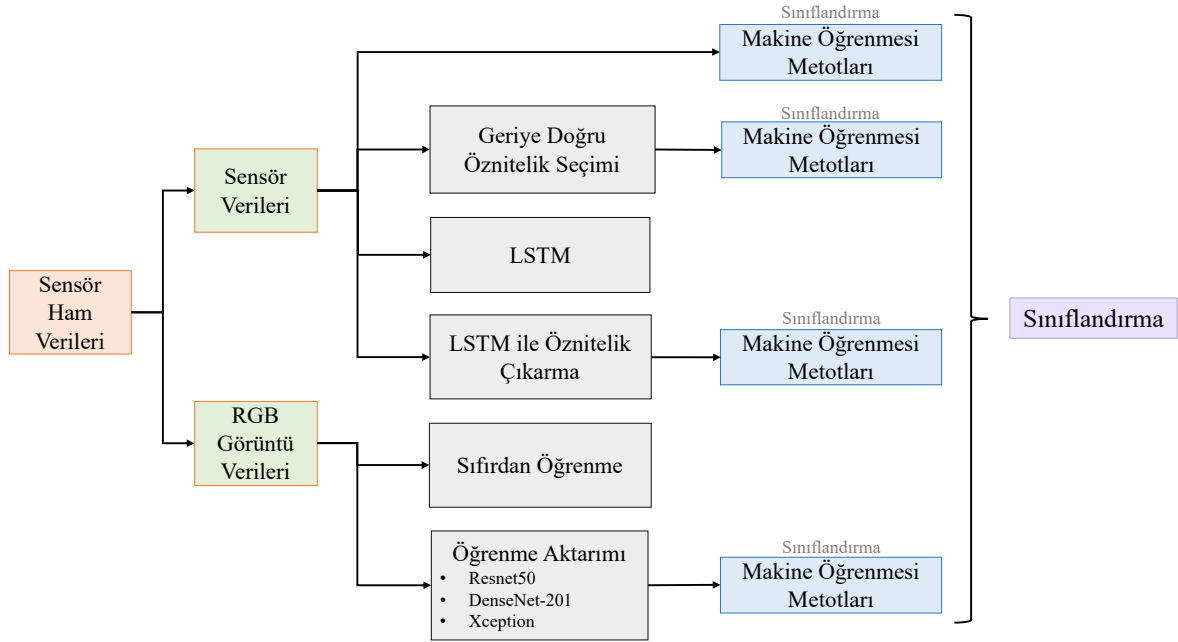 Sınıflandırma
Makine Öğrenmesi
Metotları
Sınıflandırma
Geriye Doğru
Öznitelik Seçimi
Makine Öğrenmesi
Metotları
Sensör
Verileri
LSTM
Sensör
Ham
Verileri
Sınıflandırma
Sınıflandırma
LSTM ile Öznitelik
Çıkarma
Makine Öğrenmesi
Metotları
RGB
Görüntü
Verileri
Sıfırdan Öğrenme
Sınıflandırma
Öğrenme Aktarımı
• Resnet50
• DenseNet-201
• Xception
Makine Öğrenmesi
Metotları